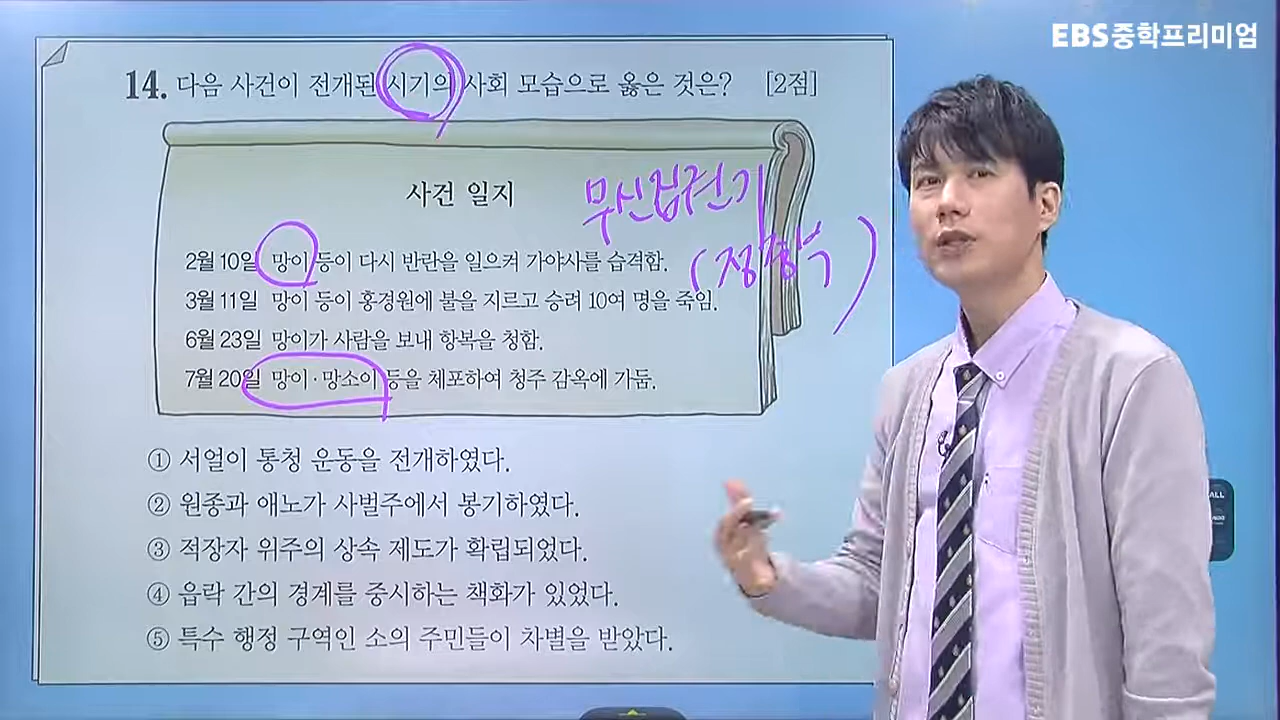 EBS중학프리미엄
14. 다음 사건이 전개된 시기의 사회 모습으로 옳은 것은? [2점]
사건 일지
무신집권기
(정중부)
2월 10일 망이 등이 다시 반란을 일으켜 가야사를 습격함.
3월 11일 망이 등이 홍경원에 불을 지르고 승려 10여 명을 죽임.
6월 23일 망이가 사람을 보내 항복을 청함.
7월 20일 망이·망소이 등을 체포하여 청주 감옥에 가둠.
① 서얼이 통청 운동을 전개하였다.
② 원종과 애노가 사벌주에서 봉기하였다.
③ 적장자 위주의 상속 제도가 확립되었다.
④ 읍락 간의 경계를 중시하는 책화가 있었다.
⑤ 특수 행정 구역인 소의 주민들이 차별을 받았다.